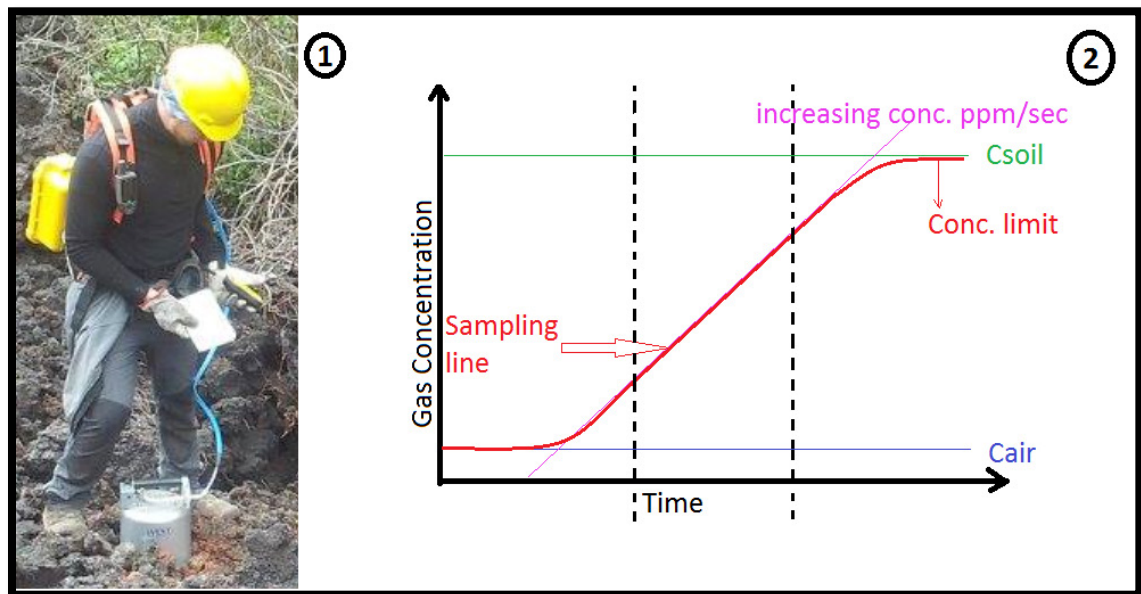 1
2
increasing conc. ppm/sec
Csoil
Conc. limit
Gas Concentration
Sampling
line
Cair
Time